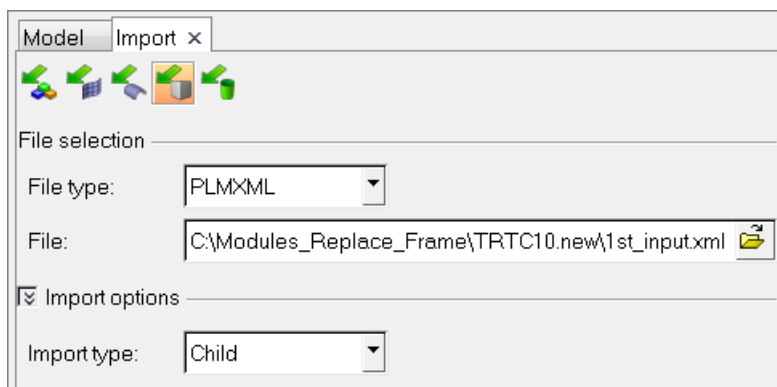 Model Import ×
File selection
File type: PLMXML
File: C:\Modules_Replace_Frame\TRTC10.new\1st_input.xml
Import options
Import type: Child